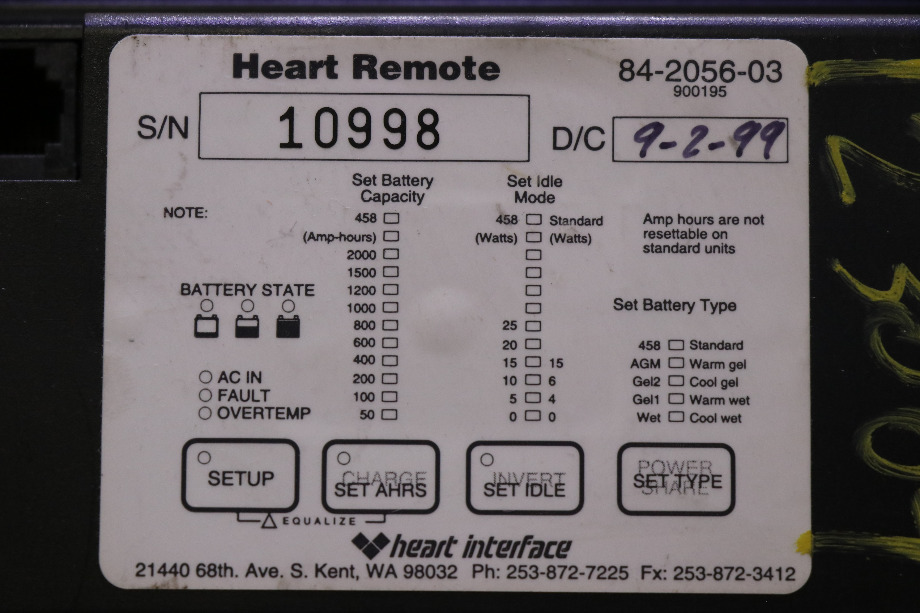 Heart Remote
84-2056-03
900195
S/N 10998
D/C 9-2-99
Set Battery
Capacity
458
(Amp-hours)
2000
1500
1200
1000
800
600
400
200
100
50
Set Idle
Mode
458 Standard
(Watts) (Watts)
25
20
15 15
10 6
5 4
0 0
NOTE:
Amp hours are not
resettable on
standard units
BATTERY STATE
AC IN
FAULT
OVERTEMP
Set Battery Type
458 Standard
AGM Warm gel
Gel2 Cool gel
Gel1 Warm wet
Wet Cool wet
SETUP
CHARGE
SET AHRS
INVERT
SET IDLE
POWER
SET TYPE
SHARE
EQUALIZE
heart interface
21440 68th. Ave. S. Kent, WA 98032 Ph: 253-872-7225 Fx: 253-872-3412